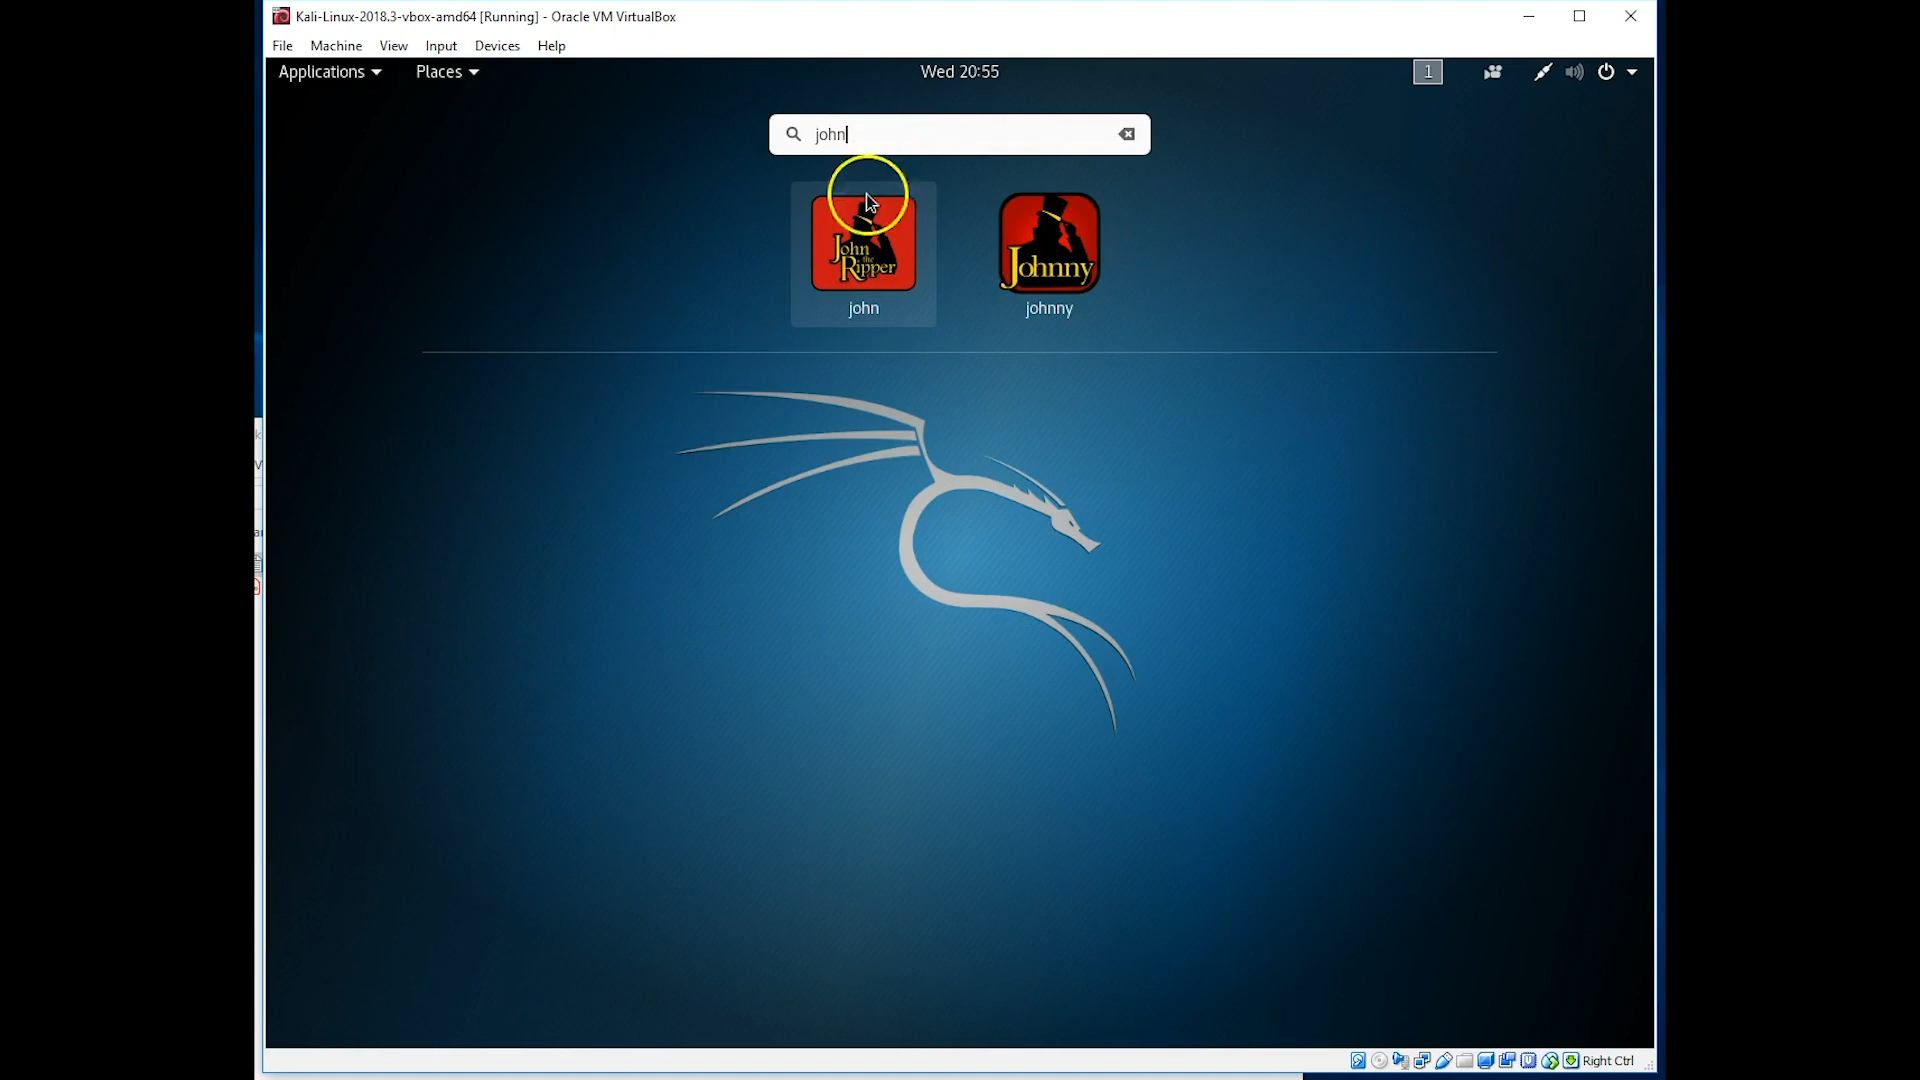 Kali-Linux-2018.3-vbox-amd64 [Running] - Oracle VM VirtualBox
File Machine View Input Devices Help
Applications Places Wed 20:55 1
john
John the Ripper
Johnny
john johnny
Right Ctrl